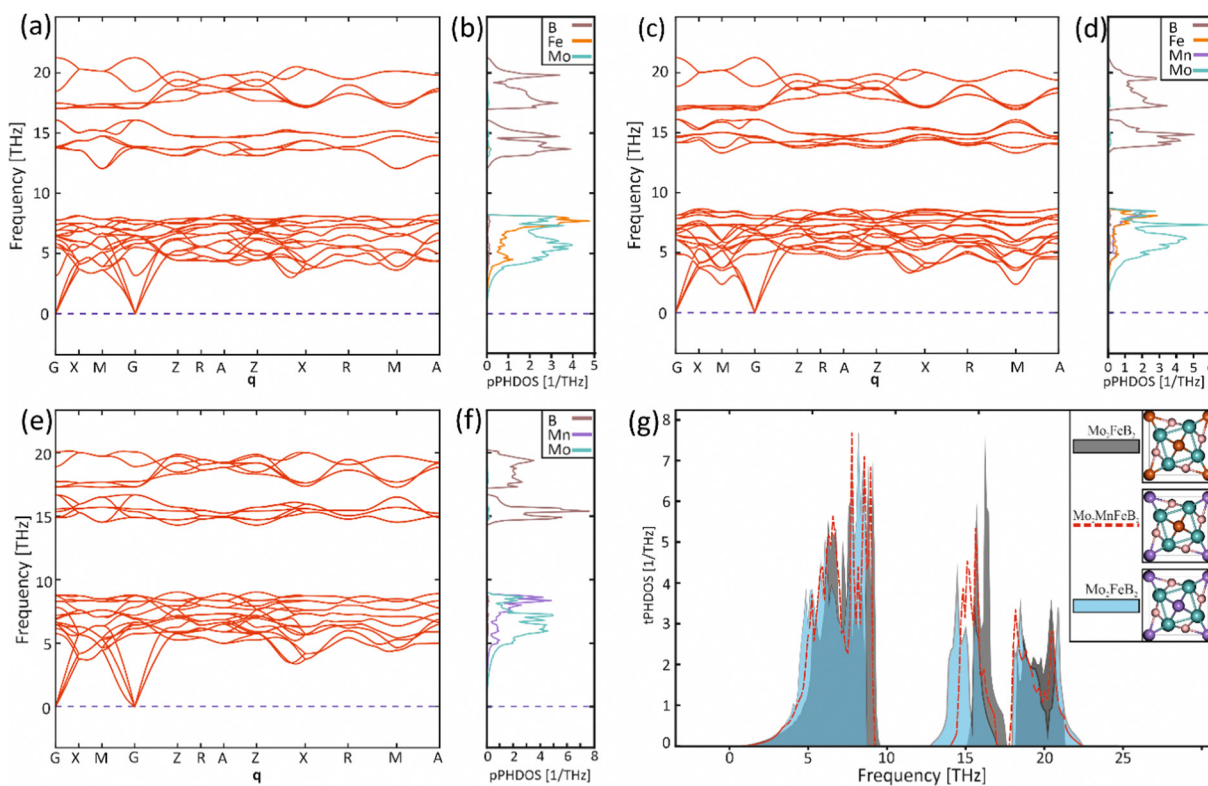 (a)
Frequency [THz]
20
15
10
5
0
G X M G Z R A Z X R M A
q
(b)
B
Fe
Mo
0 1 2 3 4 5
pPHDOS [1/THz]
(c)
Frequency [THz]
20
15
10
5
0
G X M G Z R A Z X R M A
q
(d)
B
Fe
Mn
Mo
0 1 2 3 4 5
pPHDOS [1/THz]
(e)
Frequency [THz]
20
15
10
5
0
G X M G Z R A Z X R M A
q
(f)
B
Mn
Mo
0 2 4 6 8
pPHDOS [1/THz]
(g)
tPHDOS [1/THz]
8
7
6
5
4
3
2
1
0
0 5 10 15 20 25
Frequency [THz]
Mo₂FeB₂
Mo₂MnFeB₂
Mo₂FeB₂